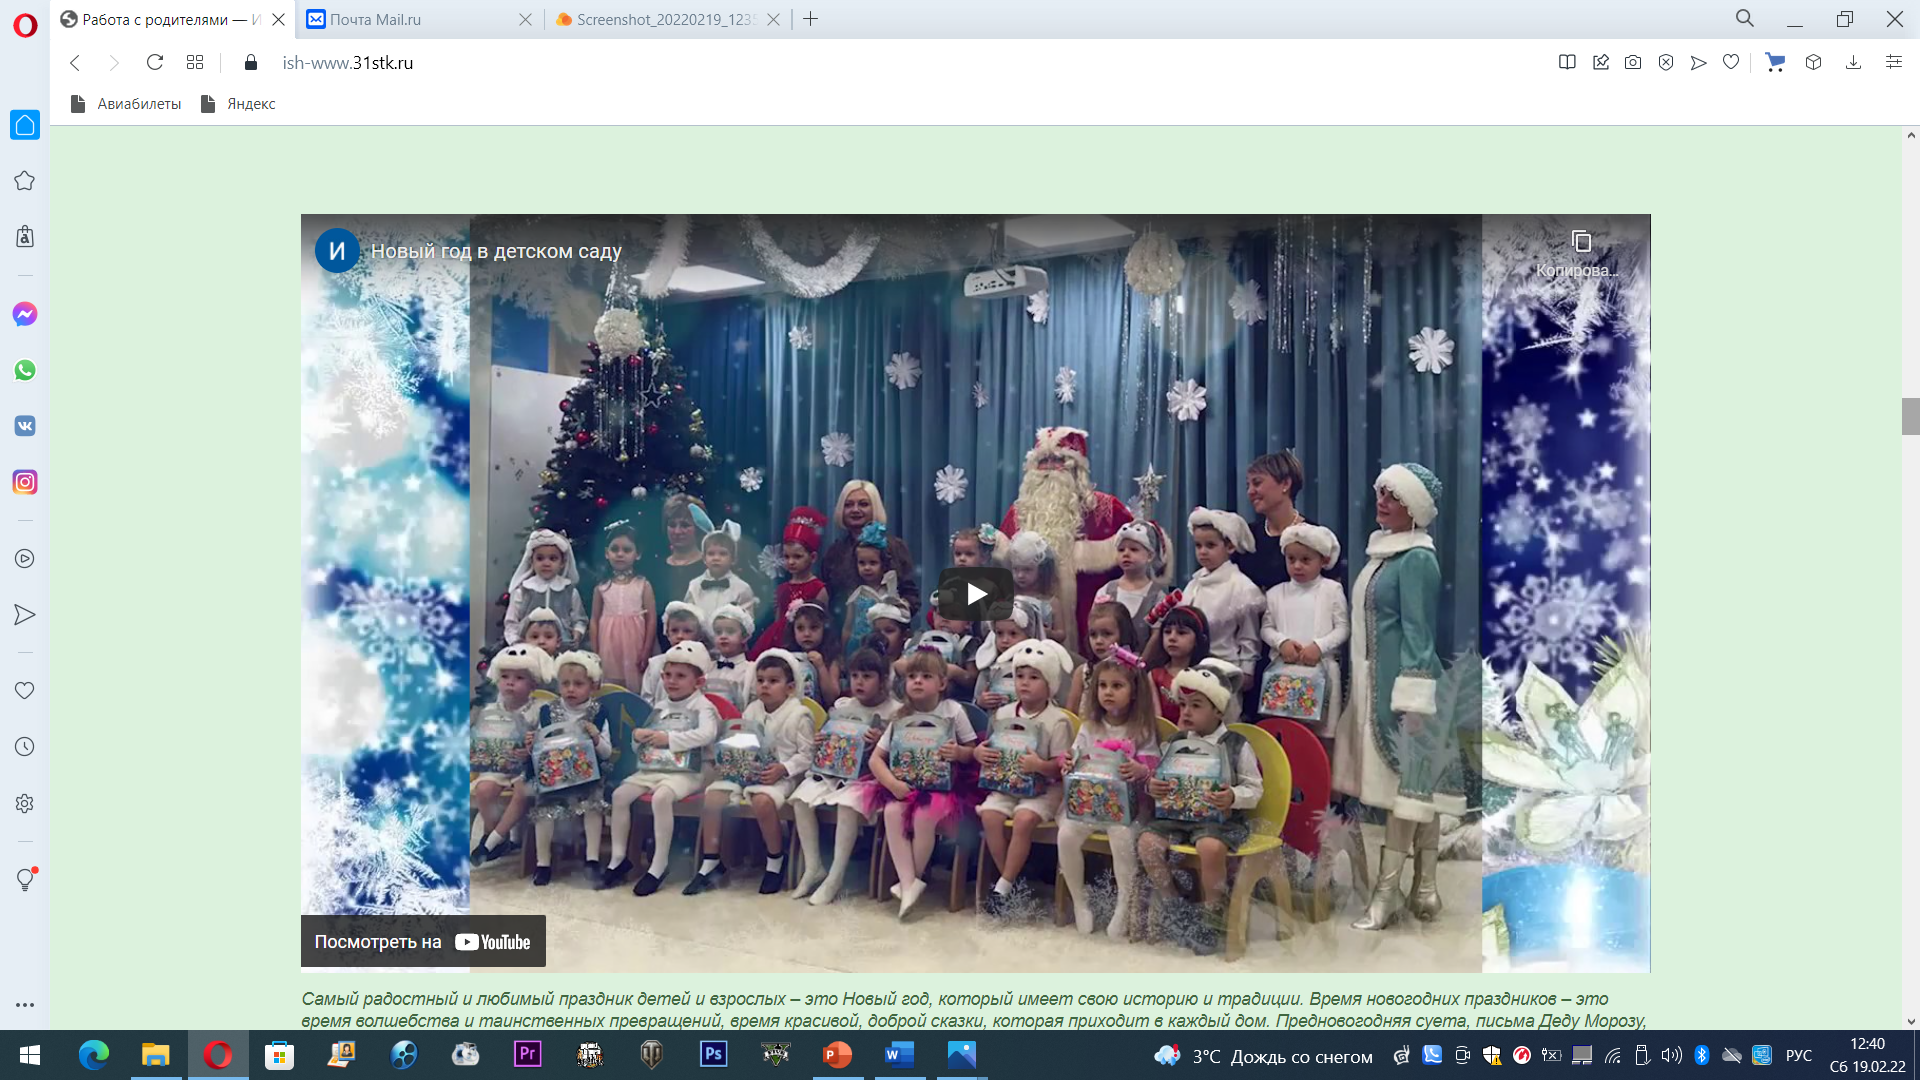 Работа с родителями — И
Почта Mail.ru
Screenshot_20220219_1235
ish-www.31stk.ru
Авиабилеты
Яндекс
И
Новый год в детском саду
Копирова...
Посмотреть на YouTube
Самый радостный и любимый праздник детей и взрослых – это Новый год, который имеет свою историю и традиции. Время новогодних праздников – это
время волшебства и таинственных превращений, время красивой, доброй сказки, которая приходит в каждый дом. Предновогодняя суета, письма Деду Морозу,
Pr
Ps
P
W
3°C Дождь со снегом
РУС
12:40
Сб 19.02.22